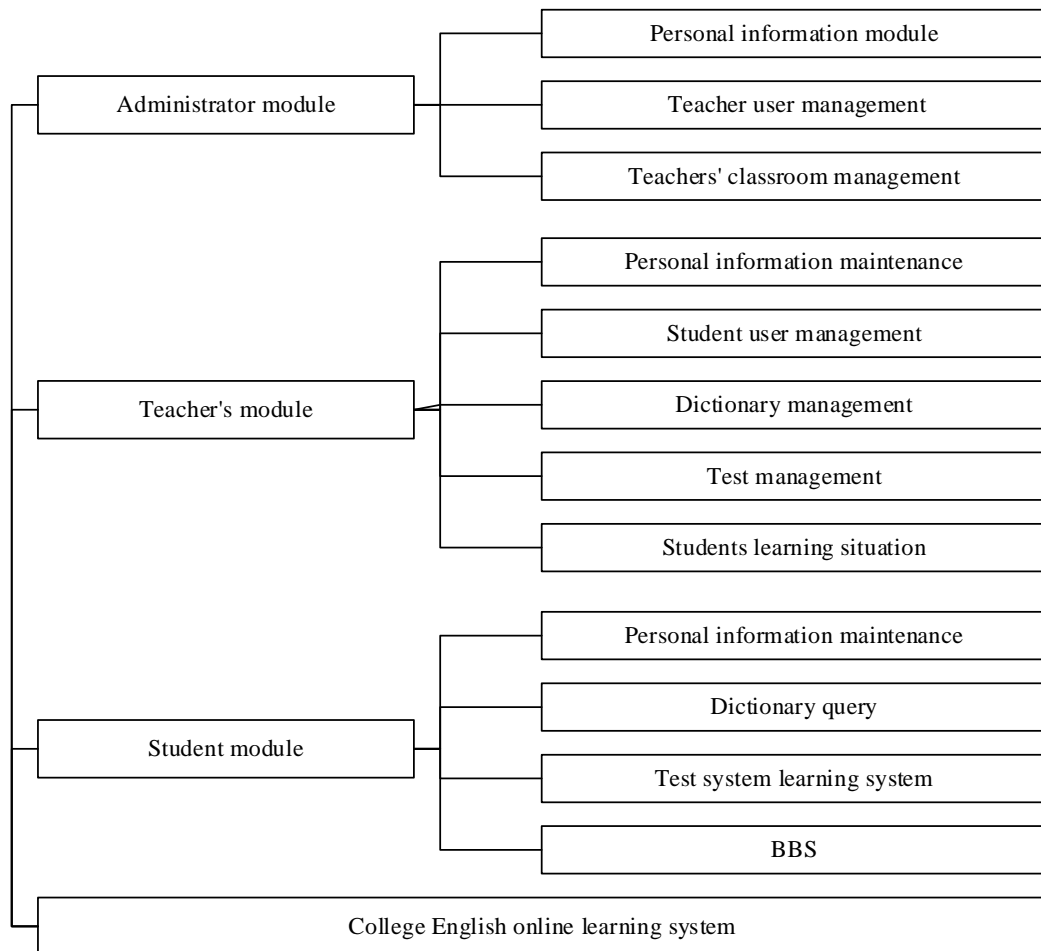 Personal information module
Administrator module
Teacher user management
Teachers' classroom management
Personal information maintenance
Student user management
Teacher's module
Dictionary management
Test management
Students learning situation
Personal information maintenance
Dictionary query
Student module
Test system learning system
BBS
College English online learning system